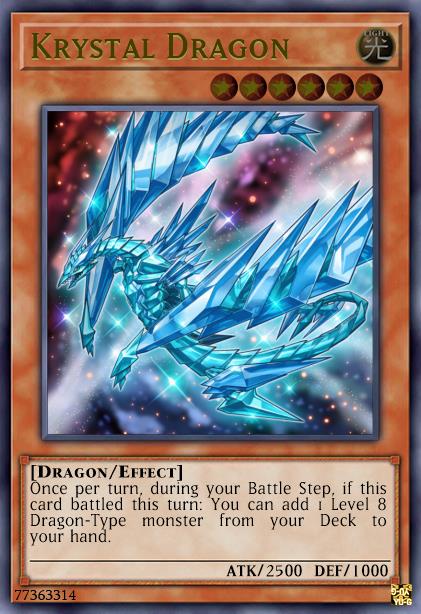 Krystal Dragon
LIGHT
光
[Dragon/Effect]
Once per turn, during your Battle Step, if this
card battled this turn: You can add 1 Level 8
Dragon-Type monster from your Deck to
your hand.
ATK/2500 DEF/1000
77363314